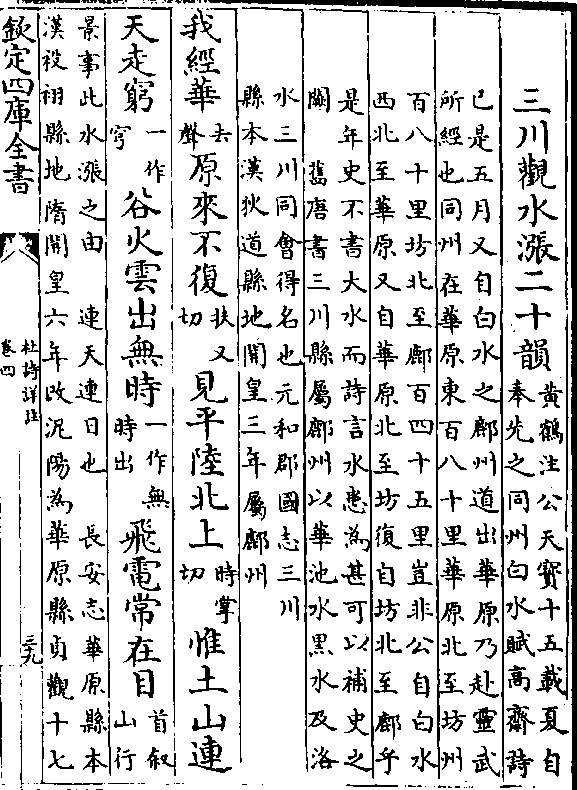 三川觀水漲二十韻黄鶴注公天寶十五載夏自
奉先之同州白水賦高齋詩
已是五月又自白水之鄜州道出華原乃赴靈武
所經也同州在華原東百八十里華原北至坊州
百八十里坊北至鄜百四十五里豈非公自白水
西北至華原又自華原北至坊復自坊北至鄜乎
是年史不書大水而詩言水患為甚可以補史之
闕 舊唐書三川縣屬鄜州以華池水黑水及洛
水三川同會得名也元和郡國志三川
縣本漢狄道縣地開皇三年屬鄜州
我經華去聲原來不復扶又切見平陸北上時掌切惟土山連
天走窮一作穹谷火雲出無時一作無時出飛電常在目首叙山行
景事此水漲之由 連天連日也 長安志華原縣本
漢祋祤縣地隋開皇六年改泥陽為華原縣貞觀十七
欽定四庫全書
杜詩詳註
卷四
三九